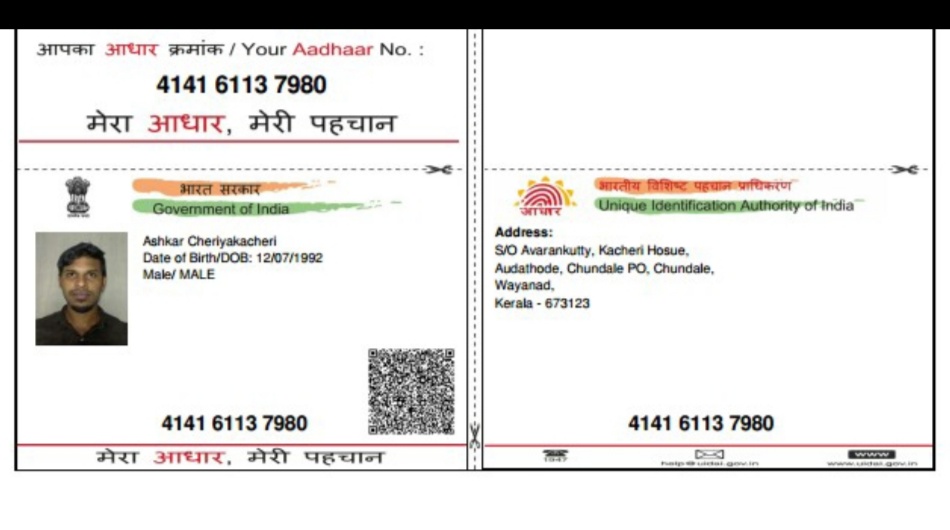 आपका आधार क्रमांक / Your Aadhaar No. :
4141 6113 7980
मेरा आधार, मेरी पहचान
भारत सरकार
Government of India
Ashkar Cheriyakacheri
Date of Birth/DOB: 12/07/1992
Male/ MALE
4141 6113 7980
मेरा आधार, मेरी पहचान
आधार
भारतीय विशिष्ट पहचान प्राधिकरण
Unique Identification Authority of India
Address:
S/O Avarankutty, Kacheri Hosue,
Audathode, Chundale PO, Chundale,
Wayanad,
Kerala - 673123
4141 6113 7980
1947
help@uidai.gov.in
www
www.uidai.gov.in